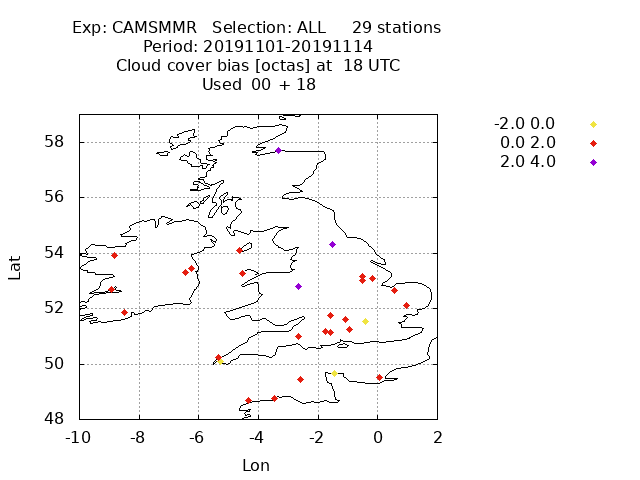 Exp: CAMSMMR   Selection: ALL     29 stations
Period: 20191101-20191114
Cloud cover bias [octas] at  18 UTC
Used  00  + 18
-2.0 0.0
0.0 2.0
2.0 4.0
58
56
54
52
50
48
Lat
-10 -8 -6 -4 -2 0 2
Lon